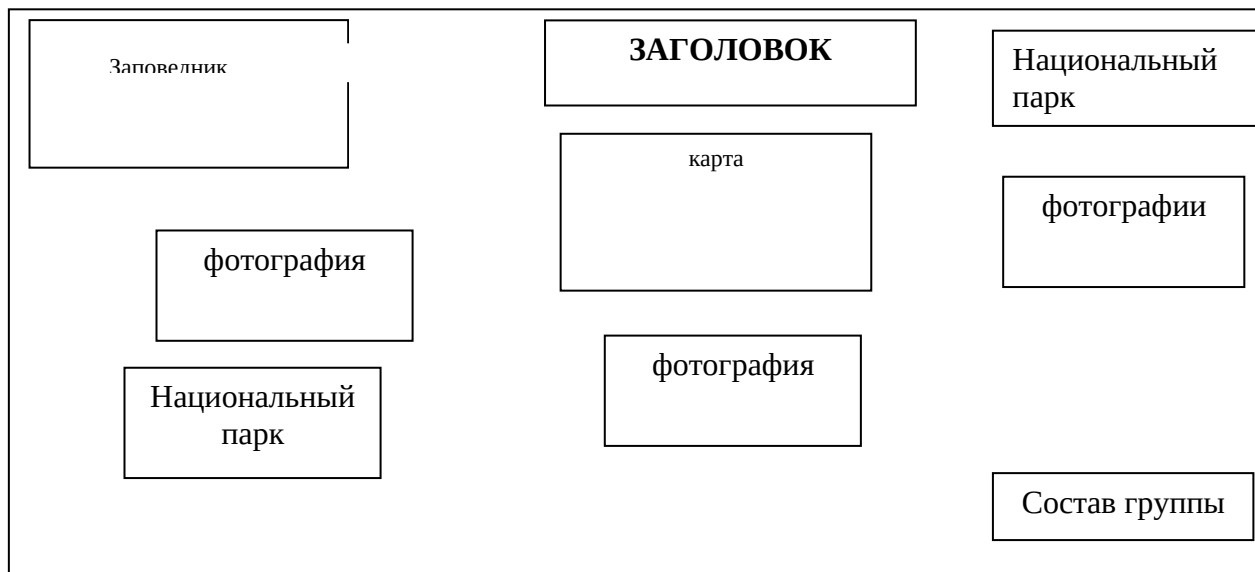 Заповедник
ЗАГОЛОВОК
Национальный
парк
карта
фотографии
фотография
фотография
Национальный
парк
Состав группы